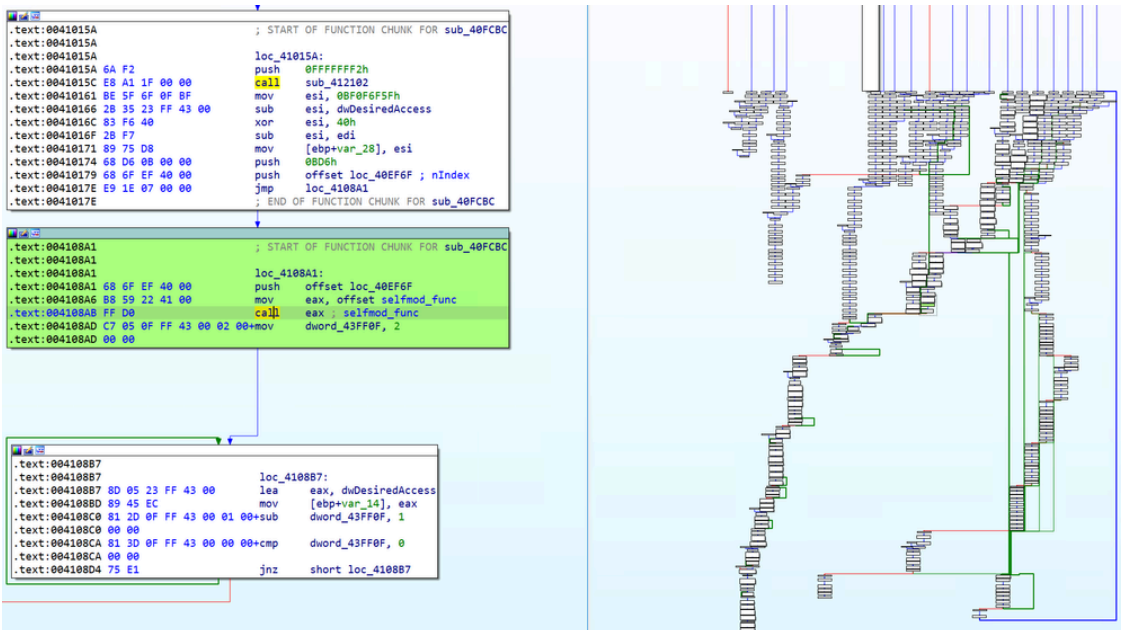 .text:0041015A ; START OF FUNCTION CHUNK FOR sub_40FCBC
.text:0041015A
.text:0041015A
.text:0041015A loc_41015A:
.text:0041015A 6A F2 push 0FFFFFFF2h
.text:0041015C E8 A1 1F 00 00 call sub_412102
.text:00410161 BE 5F 6F 0F BF mov esi, 0BF0F6F5Fh
.text:00410166 2B 35 23 FF 43 00 sub esi, dwDesiredAccess
.text:0041016C 83 F6 40 xor esi, 40h
.text:0041016F 2B F7 sub esi, edi
.text:00410171 89 75 D8 mov [ebp+var_28], esi
.text:00410174 68 D6 0B 00 00 push 0BD6h
.text:00410179 68 6F EF 40 00 push offset loc_40EF6F ; nIndex
.text:0041017E E9 1E 07 00 00 jmp loc_4108A1
.text:0041017E ; END OF FUNCTION CHUNK FOR sub_40FCBC
.text:004108A1 ; START OF FUNCTION CHUNK FOR sub_40FCBC
.text:004108A1
.text:004108A1 loc_4108A1:
.text:004108A1 68 6F EF 40 00 push offset loc_40EF6F
.text:004108A6 B8 59 22 41 00 mov eax, offset selfmod_func
.text:004108AB FF D0 call eax ; selfmod_func
.text:004108AD C7 05 0F FF 43 00 02 00+mov dword_43FF0F, 2
.text:004108AD 00 00
.text:004108B7
.text:004108B7 loc_4108B7:
.text:004108B7 8D 05 23 FF 43 00 lea eax, dwDesiredAccess
.text:004108BD 89 45 EC mov [ebp+var_14], eax
.text:004108C0 81 2D 0F FF 43 00 01 00+sub dword_43FF0F, 1
.text:004108C0 00 00
.text:004108CA 81 3D 0F FF 43 00 00 00+cmp dword_43FF0F, 0
.text:004108CA 00 00
.text:004108D4 75 E1 jnz short loc_4108B7